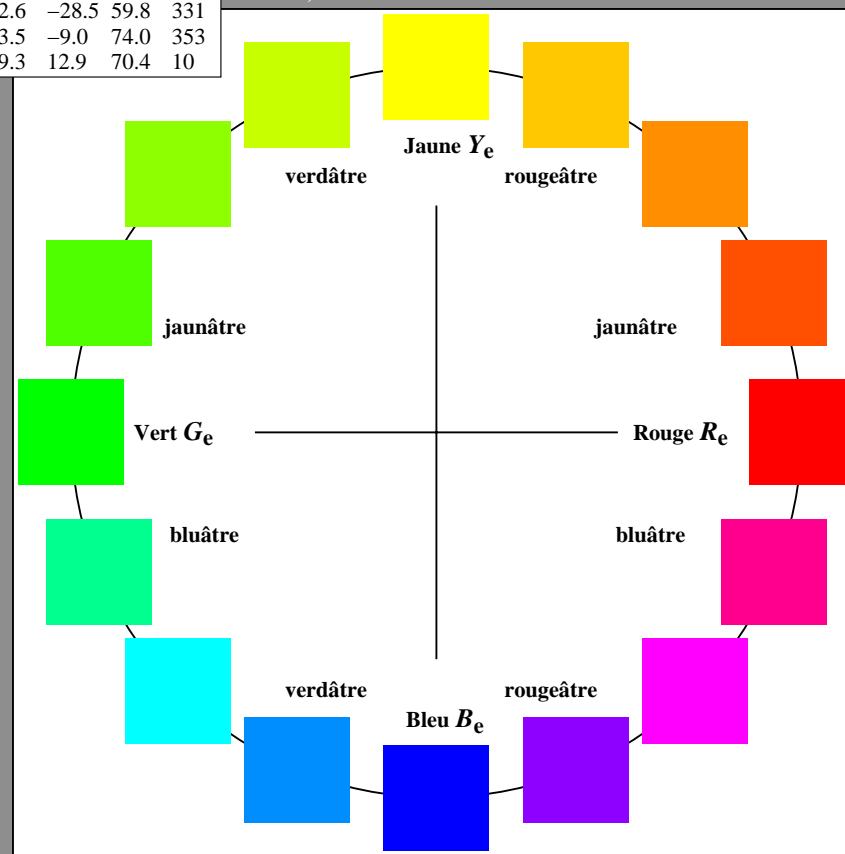 2.6 −28.5 59.8 331
3.5 −9.0 74.0 353
9.3 12.9 70.4 10
Jaune Ye
verdâtre rougeâtre
jaunâtre jaunâtre
Vert Ge Rouge Re
bluâtre bluâtre
verdâtre rougeâtre
Bleu Be